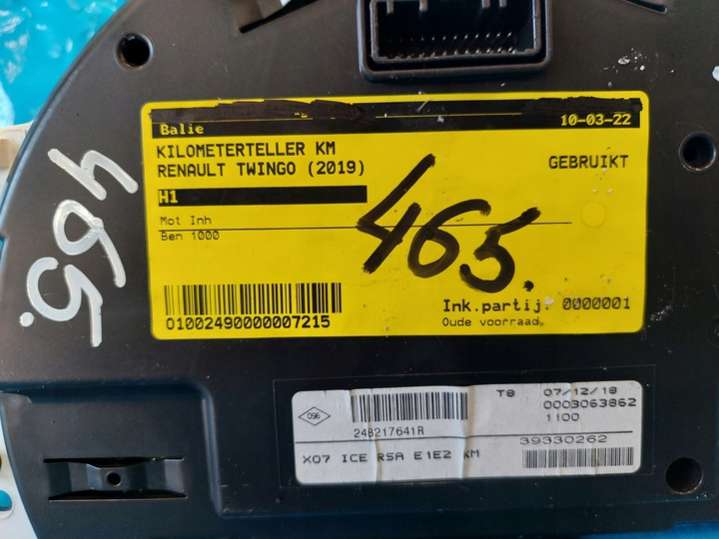 465.
Balie 10-03-22
KILOMETERTELLER KM
RENAULT TWINGO (2019) GEBRUIKT
H1
Mot Inh
Ben 1000
465.
01002490000007215
Ink.partij. 0000001
Oude voorraad,
T8 07/12/18
0003063862
1100
096
248217641R
39330262
X07 ICE RSA E1E2 KM